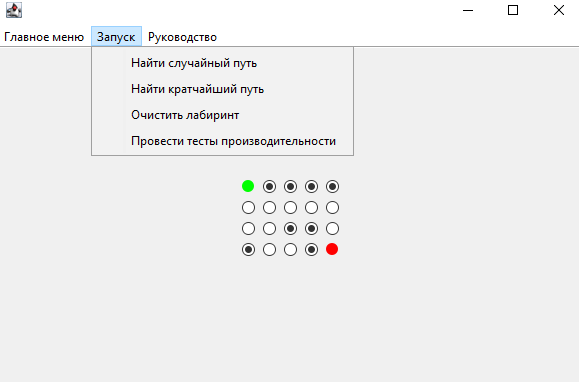 Главное меню Запуск Руководство
Найти случайный путь
Найти кратчайший путь
Очистить лабиринт
Провести тесты производительности